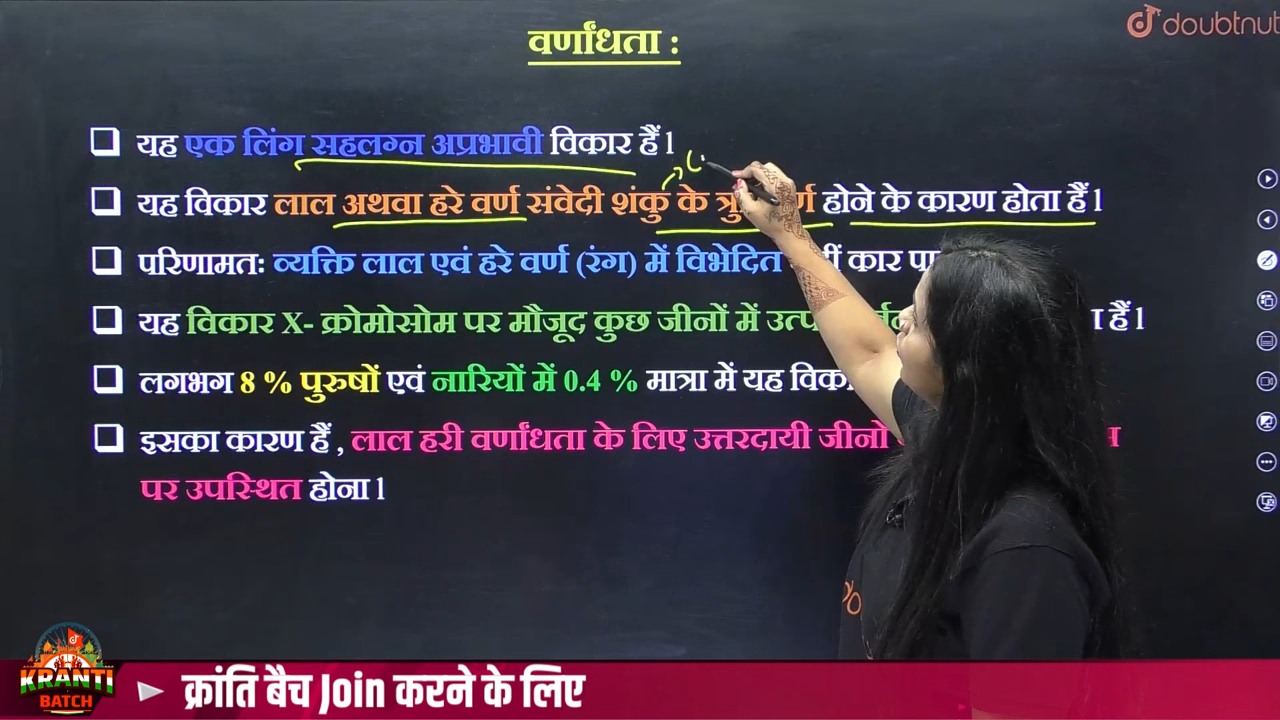 doubtnut
वर्णांधता :
यह एक लिंग सहलग्न अप्रभावी विकार हैं l
यह विकार लाल अथवा हरे वर्ण संवेदी शंकु के होने के कारण होता हैं l
परिणामतः व्यक्ति लाल एवं हरे वर्ण (रंग) में विभेदित कार
यह विकार X- क्रोमोसोम पर मौजूद कुछ जीनों में हैं l
लगभग 8 % पुरुषों एवं नारियों में 0.4 % मात्रा में यह
इसका कारण हैं , लाल हरी वर्णांधता के लिए उत्तरदायी जीनो
पर उपस्थित होना l
KRANTI
BATCH
क्रांति बैच Join करने के लिए